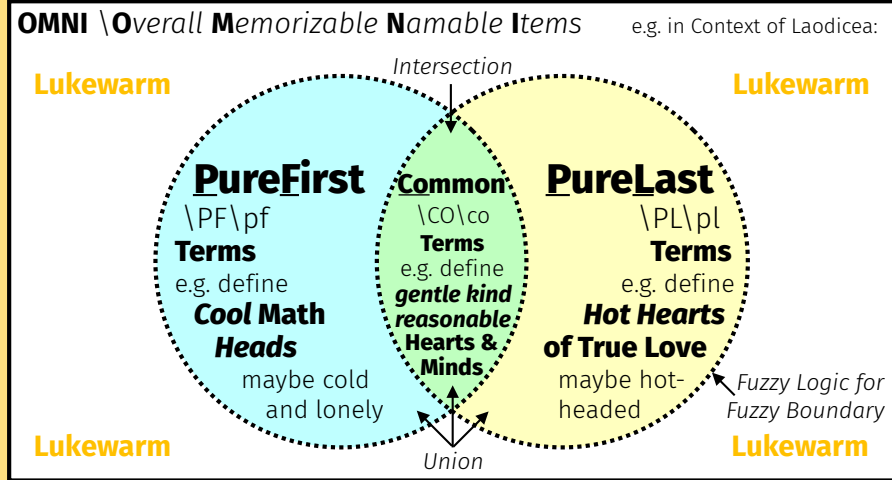 OMNI \Overall Memorizable Namable Items e.g. in Context of Laodicea:
Lukewarm
Intersection
Lukewarm
PureFirst
\PF\pf
Terms
e.g. define
Cool Math
Heads
maybe cold
and lonely
Common
\CO\co
Terms
e.g. define
gentle kind
reasonable
Hearts &
Minds
PureLast
\PL\pl
Terms
e.g. define
Hot Hearts
of True Love
maybe hot-
headed
Fuzzy Logic for
Fuzzy Boundary
Lukewarm
Union
Lukewarm